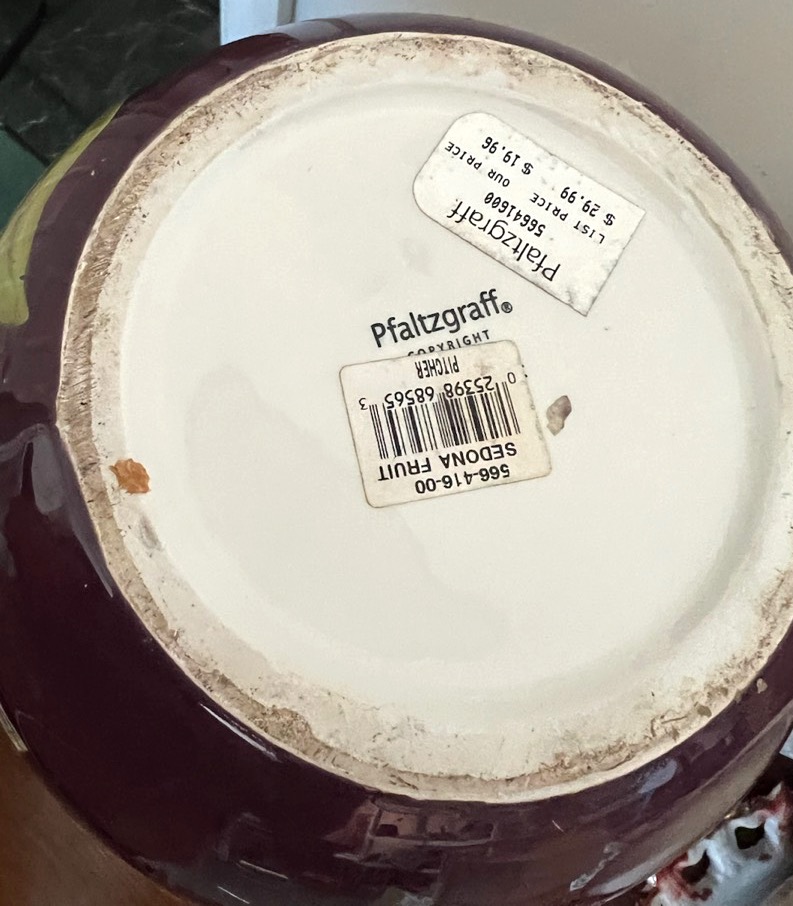 Pfaltzgraff
56641600
LIST PRICE OUR PRICE
$ 29.99 $ 19.96
Pfaltzgraff®
COPYRIGHT
566-416-00
SEDONA FRUIT
0 25398 68565 3
PITCHER